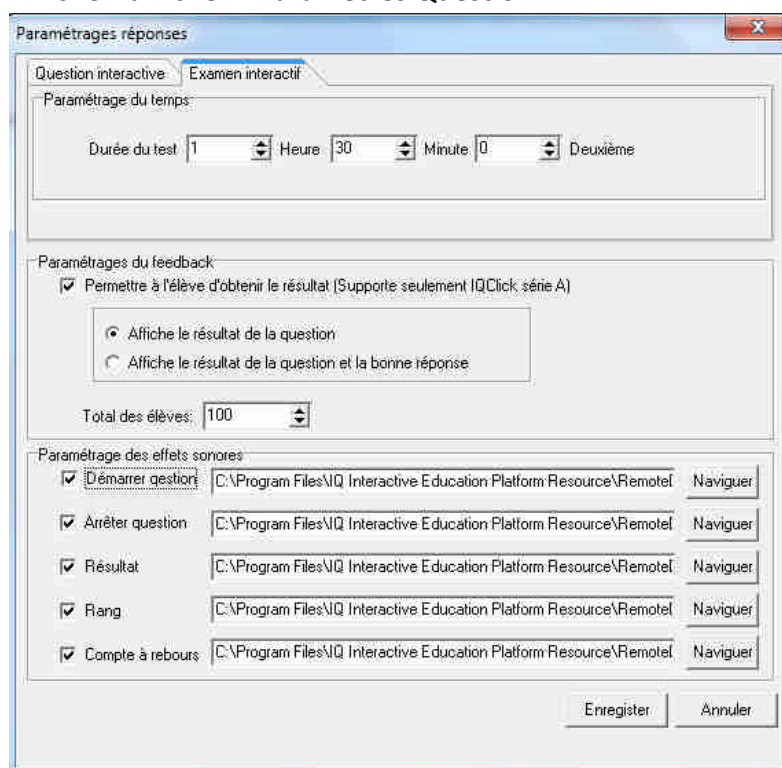 Paramétrages réponses
Question interactive Examen interactif
Paramétrage du temps
Durée du test 1 Heure 30 Minute 0 Deuxième
Paramétrages du feedback
Permettre à l'élève d'obtenir le résultat (Supporte seulement IQClick série A)
Affiche le résultat de la question
Affiche le résultat de la question et la bonne réponse
Total des élèves: 100
Paramétrage des effets sonores
Démarrer qestion C:\Program Files\IQ Interactive Education Platform Resource\Remote Naviguer
Arrêter question C:\Program Files\IQ Interactive Education Platform Resource\Remote Naviguer
Résultat C:\Program Files\IQ Interactive Education Platform Resource\Remote Naviguer
Rang C:\Program Files\IQ Interactive Education Platform Resource\Remote Naviguer
Compte à rebours C:\Program Files\IQ Interactive Education Platform Resource\Remote Naviguer
Enregister Annuler